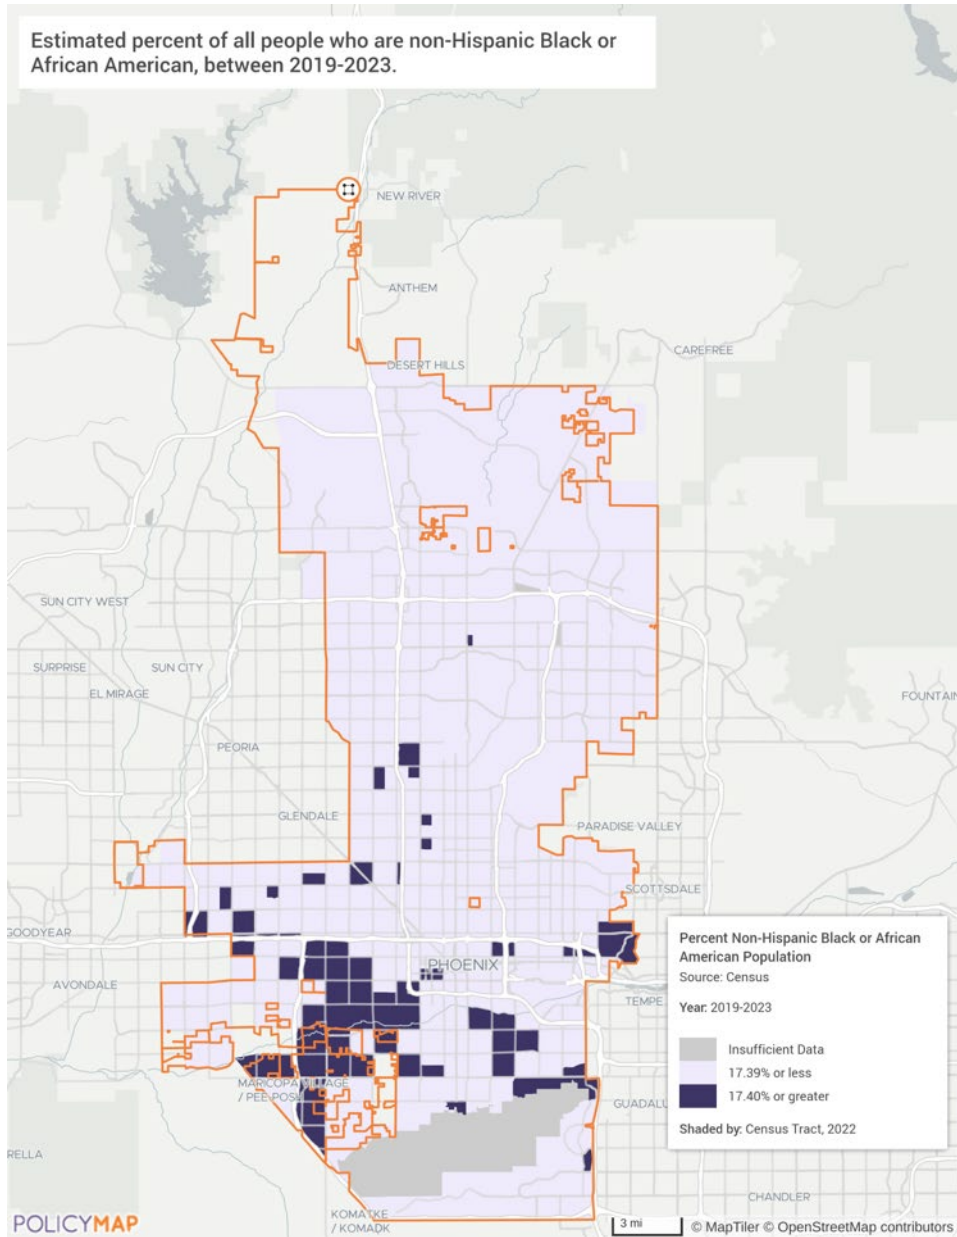 Estimated percent of all people who are non-Hispanic Black or
African American, between 2019-2023.
NEW RIVER
ANTHEM
CAREFREE
DESERT HILLS
SUN CITY WEST
SURPRISE
SUN CITY
EL MIRAGE
FOUNTAIN
PEORIA
GLENDALE
PARADISE VALLEY
SCOTTSDALE
GOODYEAR
PHOENIX
AVONDALE
TEMPE
MARICOPA VILLAGE
/ PEE-POSH
GUADALU
RELLA
CHANDLER
KOMATKE
/ KOMADK
Percent Non-Hispanic Black or African
American Population
Source: Census
Year: 2019-2023
Insufficient Data
17.39% or less
17.40% or greater
Shaded by: Census Tract, 2022
POLICYMAP
3 mi
© MapTiler © OpenStreetMap contributors